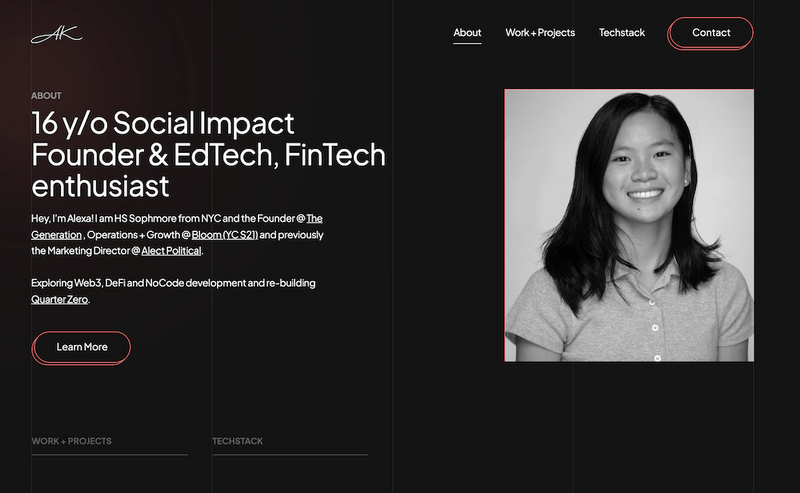 AK
About
Work + Projects
Techstack
Contact
ABOUT
16 y/o Social Impact
Founder & EdTech, FinTech
enthusiast
Hey, I'm Alexa! I am HS Sophmore from NYC and the Founder @ The
Generation , Operations + Growth @ Bloom (YC S21) and previously
the Marketing Director @ Alect Political.
Exploring Web3, DeFi and NoCode development and re-building
Quarter Zero.
Learn More
WORK + PROJECTS
TECHSTACK